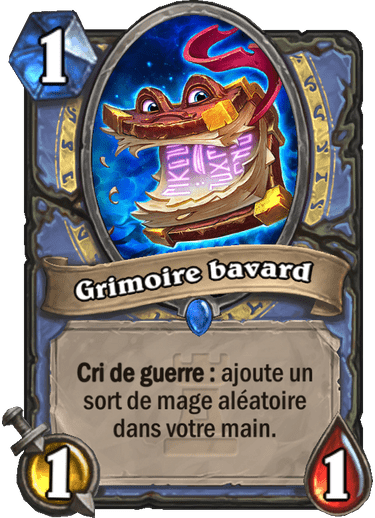 1
Grimoire bavard
Cri de guerre : ajoute un
sort de mage aléatoire
dans votre main.
1
1